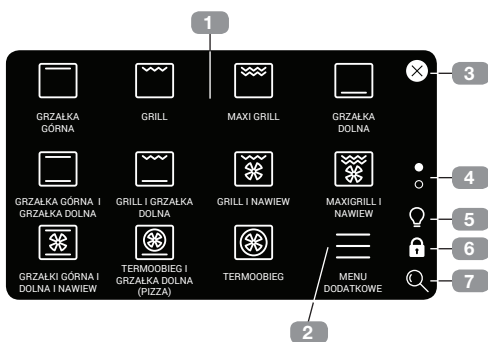 1
GRZAŁKA
GÓRNA
GRILL
MAXI GRILL
GRZAŁKA
DOLNA
3
GRZAŁKA GÓRNA I
GRZAŁKA DOLNA
GRILL I GRZAŁKA
DOLNA
GRILL I NAWIEW
MAXIGRILL I
NAWIEW
4
5
6
GRZAŁKI GÓRNA I
DOLNA I NAWIEW
TERMOOBIEG I
GRZAŁKA DOLNA
(PIZZA)
TERMOOBIEG
MENU
DODATKOWE
7
2